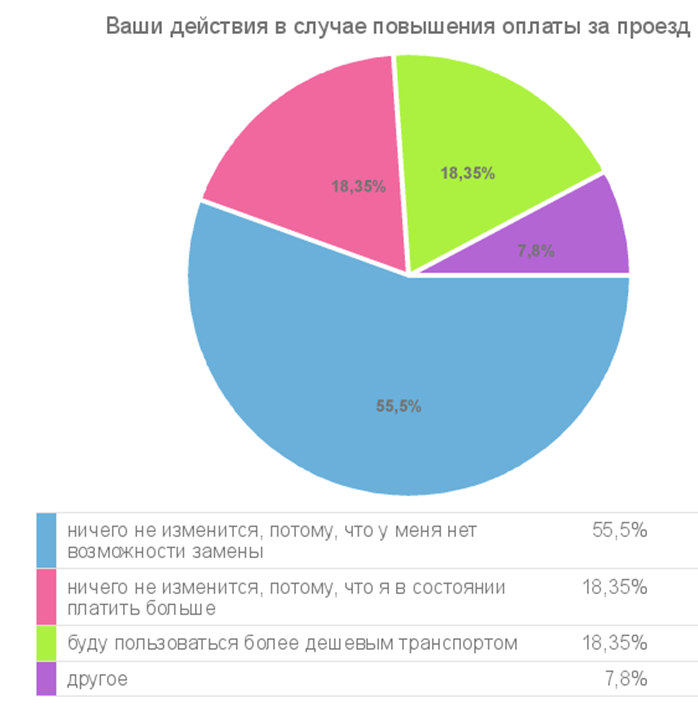 Ваши действия в случае повышения оплаты за проезд
18,35%
18,35%
7,8%
55,5%
ничего не изменится, потому, что у меня нет 55,5%
возможности замены
ничего не изменится, потому, что я в состоянии 18,35%
платить больше
буду пользоваться более дешевым транспортом 18,35%
другое 7,8%